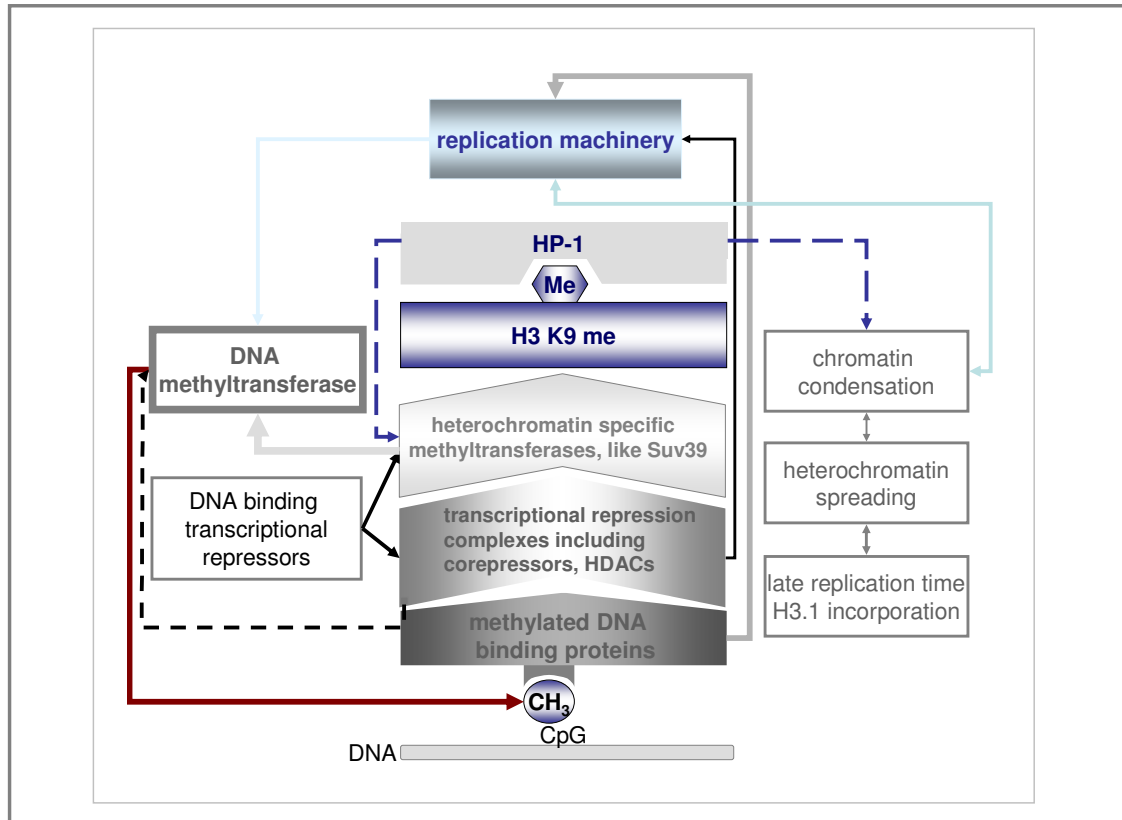 replication machinery
HP-1
Me
H3 K9 me
DNA
methyltransferase
chromatin
condensation
heterochromatin specific
methyltransferases, like Suv39
heterochromatin
spreading
DNA binding
transcriptional
repressors
transcriptional repression
complexes including
corepressors, HDACs
late replication time
H3.1 incorporation
methylated DNA
binding proteins
CH₃
CpG
DNA